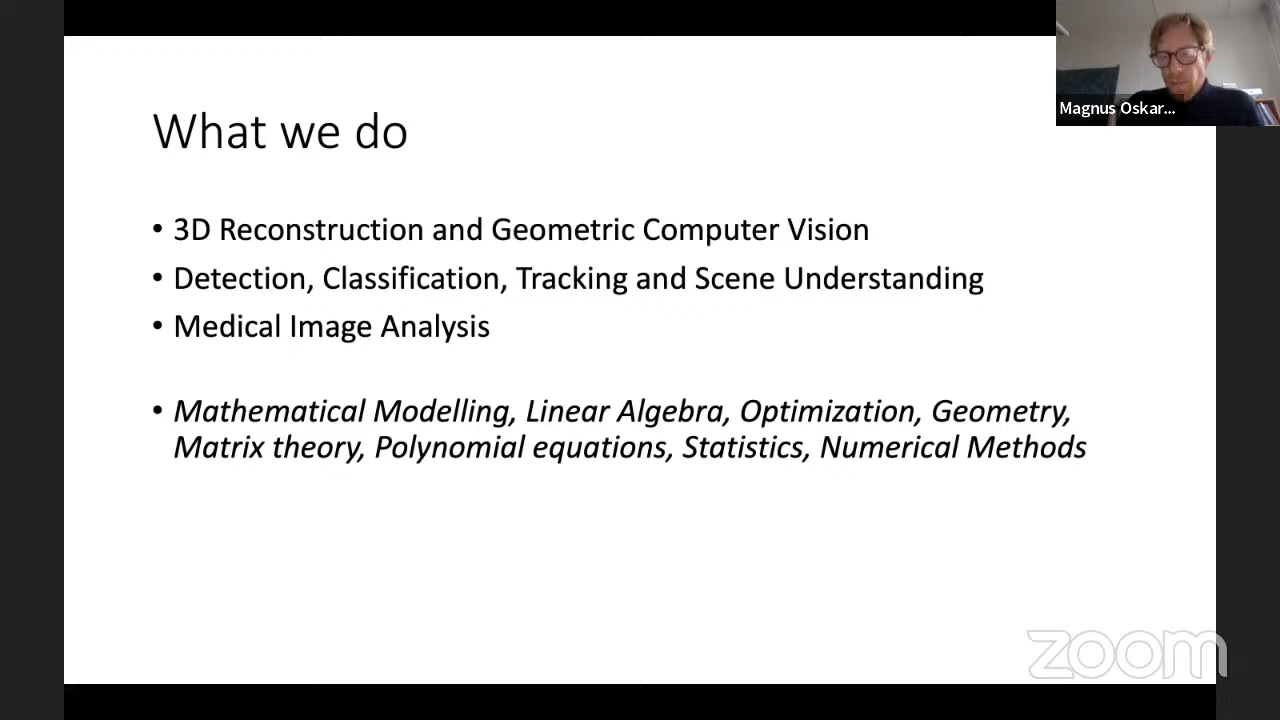 What we do
• 3D Reconstruction and Geometric Computer Vision
• Detection, Classification, Tracking and Scene Understanding
• Medical Image Analysis
• Mathematical Modelling, Linear Algebra, Optimization, Geometry,
Matrix theory, Polynomial equations, Statistics, Numerical Methods
Magnus Oskar...
zoom